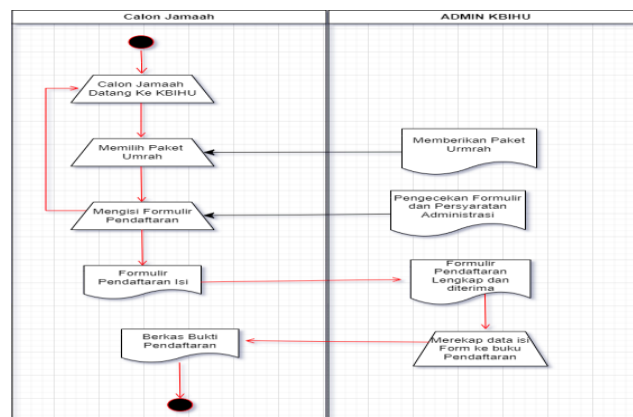 Calon Jamaah
ADMIN KBIHU
Calon Jamaah
Datang Ke KBIHU
Memilih Paket
Umrah
Memberikan Paket
Urmrah
Mengisi Formulir
Pendaftaran
Pengecekan Formulir
dan Persyaratan
Administrasi
Formulir
Pendaftaran Isi
Formulir
Pendaftaran
Lengkap dan
diterima
Berkas Bukti
Pendaftaran
Merekap data isi
Form ke buku
Pendaftaran